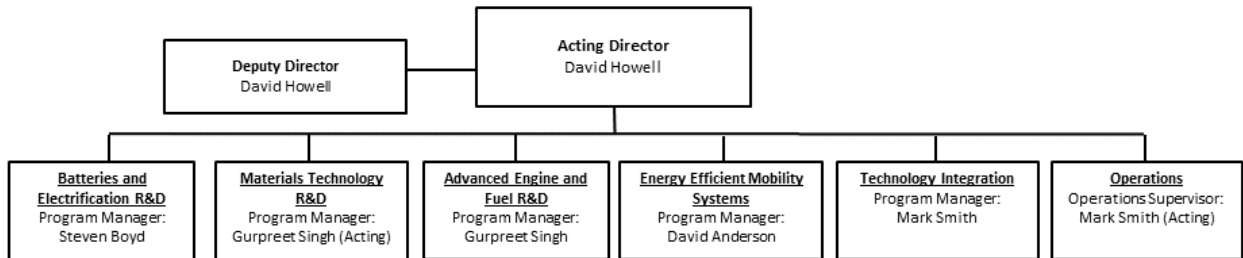 Acting Director
David Howell
Deputy Director
David Howell
Batteries and
Electrification R&D
Program Manager:
Steven Boyd
Materials Technology
R&D
Program Manager:
Gurpreet Singh (Acting)
Advanced Engine and
Fuel R&D
Program Manager:
Gurpreet Singh
Energy Efficient Mobility
Systems
Program Manager:
David Anderson
Technology Integration
Program Manager:
Mark Smith
Operations
Operations Supervisor:
Mark Smith (Acting)